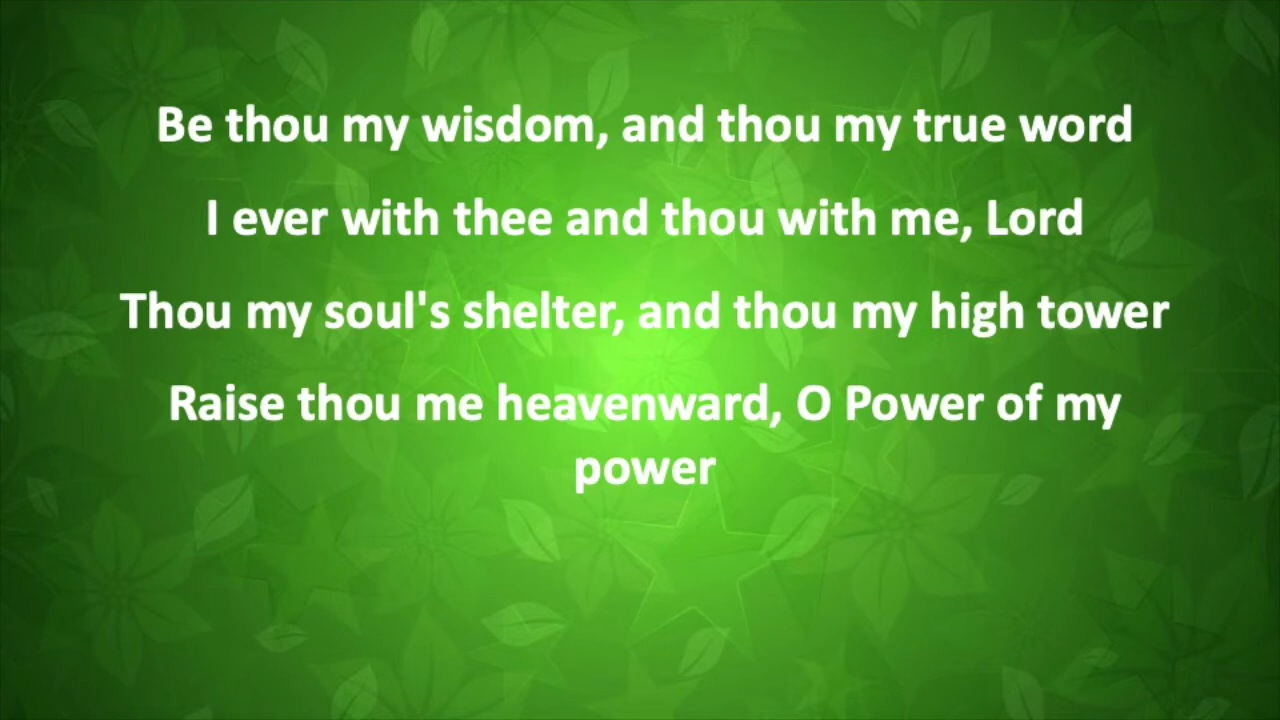 Be thou my wisdom, and thou my true word
I ever with thee and thou with me, Lord
Thou my soul's shelter, and thou my high tower
Raise thou me heavenward, O Power of my
power